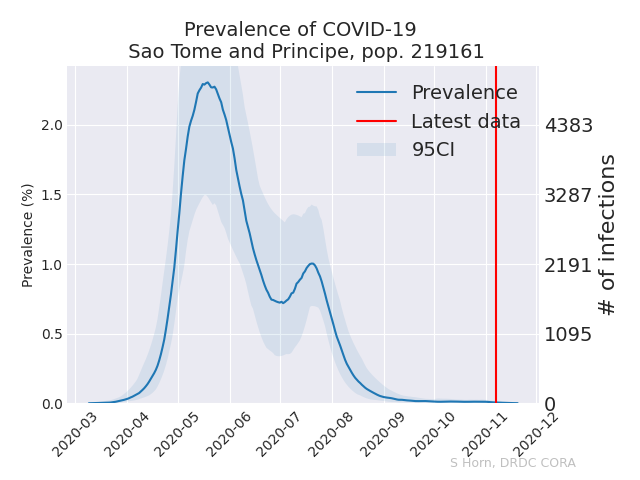 Prevalence of COVID-19
Sao Tome and Principe, pop. 219161
Prevalence
Latest data
95CI
Prevalence (%)
2.0
1.5
1.0
0.5
0.0
4383
3287
2191
1095
0
# of infections
2020-03
2020-04
2020-05
2020-06
2020-07
2020-08
2020-09
2020-10
2020-11
2020-12
S Horn, DRDC CORA